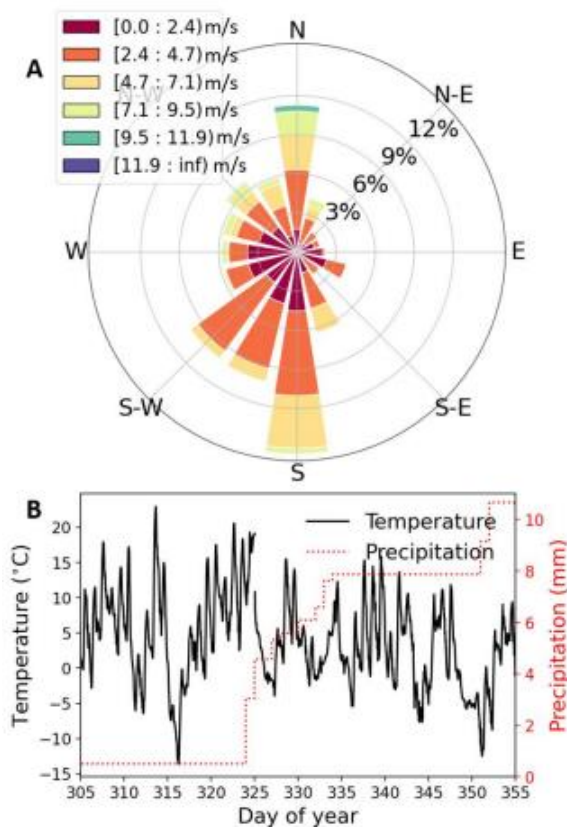 A
[0.0 : 2.4) m/s
[2.4 : 4.7) m/s
[4.7 : 7.1) m/s
[7.1 : 9.5) m/s
[9.5 : 11.9) m/s
[11.9 : inf) m/s
N
N-W
N-E
12%
9%
6%
3%
W
E
S-W
S-E
S
B
Temperature
Precipitation
Temperature (°C)
20
15
10
5
0
−5
−10
−15
Precipitation (mm)
10
8
6
4
2
0
305 310 315 320 325 330 335 340 345 350 355
Day of year